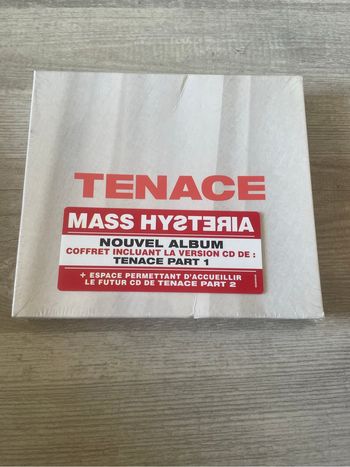 TENACE
MASS HYSTERIA
NOUVEL ALBUM
COFFRET INCLUANT LA VERSION CD DE :
TENACE PART 1
+ ESPACE PERMETTANT D'ACCUEILLIR
LE FUTUR CD DE TENACE PART 2